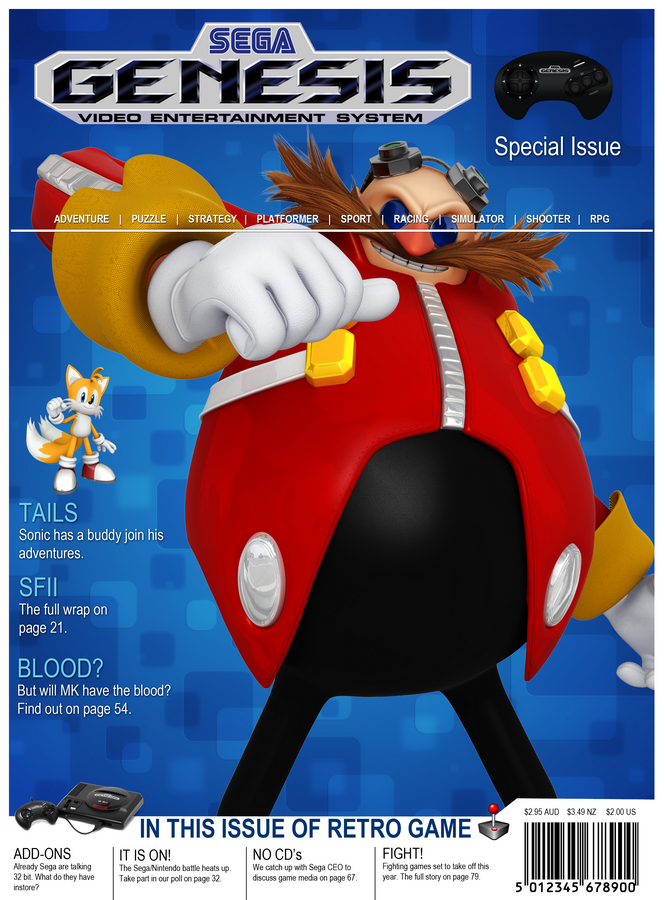 SEGA
GENESIS
VIDEO ENTERTAINMENT SYSTEM
Special Issue
ADVENTURE | PUZZLE | STRATEGY | PLATFORMER | SPORT | RACING | SIMULATOR | SHOOTER | RPG
TAILS
Sonic has a buddy join his
adventures.
SFII
The full wrap on
page 21.
BLOOD?
But will MK have the blood?
Find out on page 54.
$2.95 AUD $3.49 NZ $2.00 US
IN THIS ISSUE OF RETRO GAME
ADD-ONS
Already Sega are talking
32 bit. What do they have
instore?
IT IS ON!
The Sega/Nintendo battle heats up.
Take part in our poll on page 32.
NO CD's
We catch up with Sega CEO to
discuss game media on page 67.
FIGHT!
Fighting games set to take off this
year. The full story on page 79.
5 012345 678900